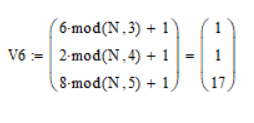 6·mod(N,3) + 1 1
V6 := 2·mod(N,4) + 1 = 1
8·mod(N,5) + 1 17